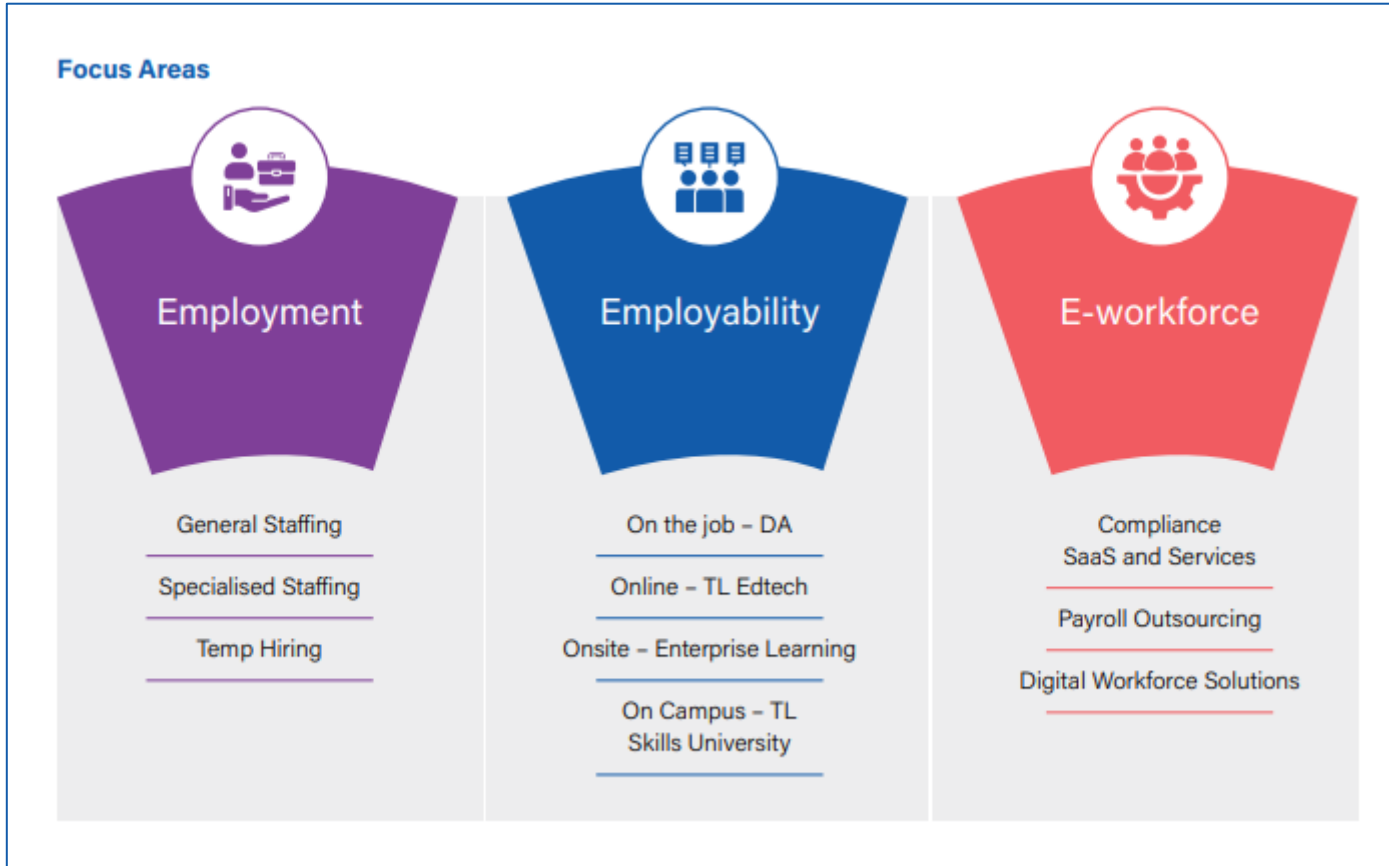 Focus Areas
Employment
General Staffing
Specialised Staffing
Temp Hiring
Employability
On the job – DA
Online – TL Edtech
Onsite – Enterprise Learning
On Campus – TL
Skills University
E-workforce
Compliance
SaaS and Services
Payroll Outsourcing
Digital Workforce Solutions